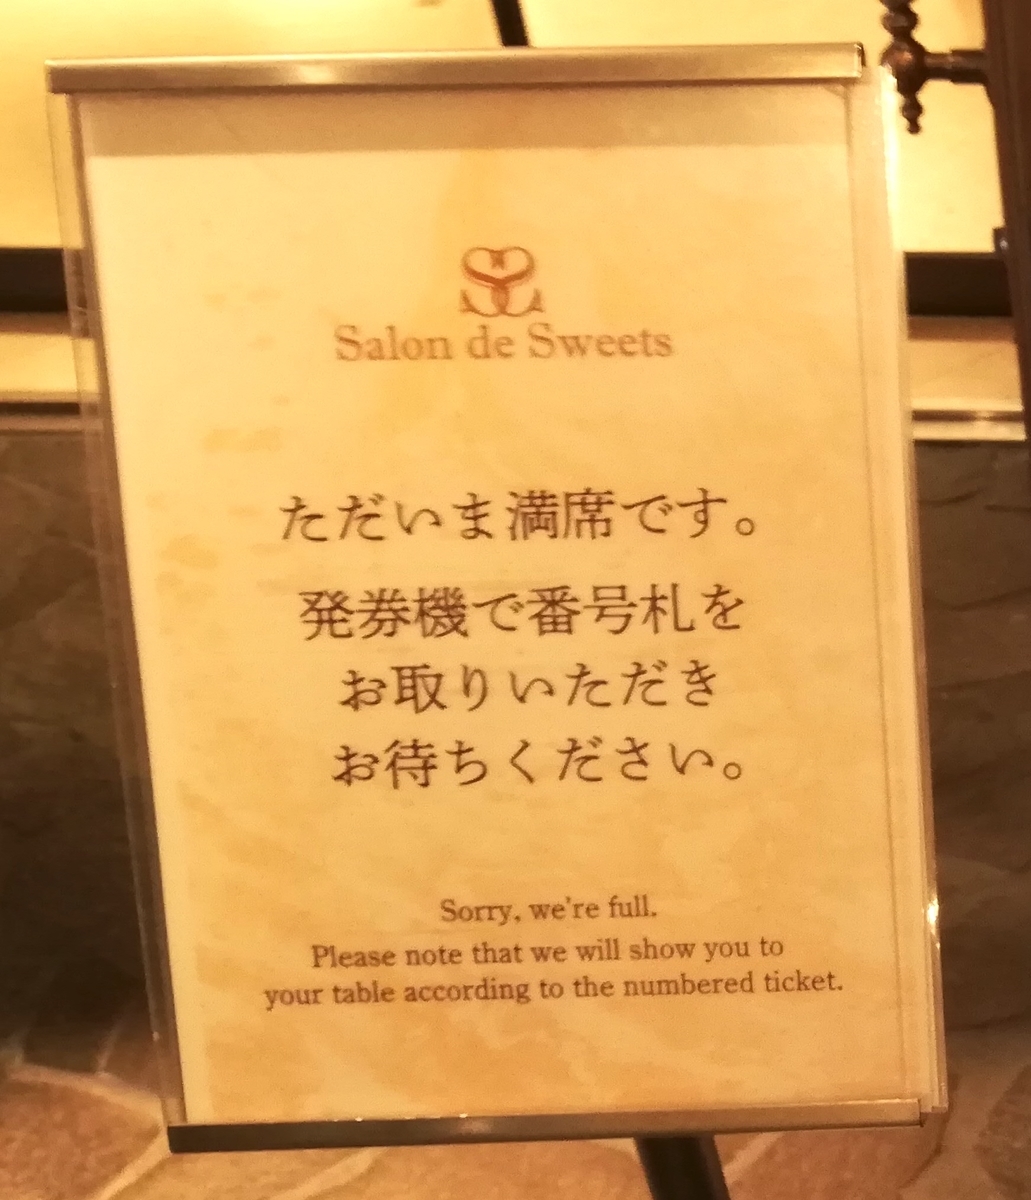 Salon de Sweets
ただいま満席です。
発券機で番号札を
お取りいただき
お待ちください。
Sorry, we're full.
Please note that we will show you to
your table according to the numbered ticket.